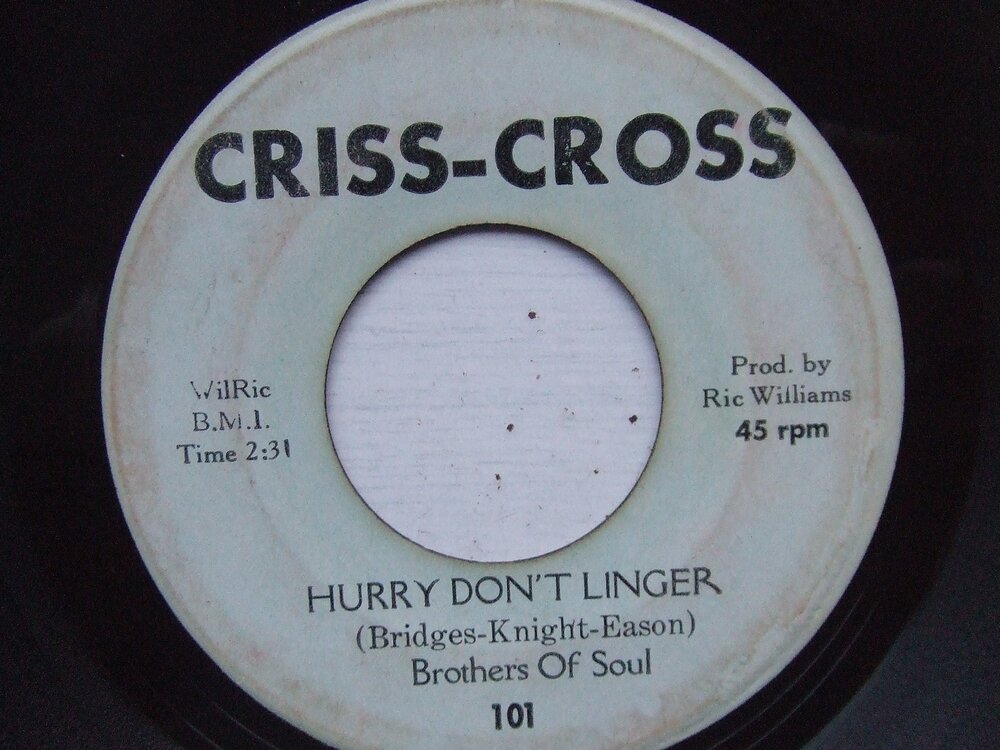 CRISS-CROSS
WilRic
B.M.I.
Time 2:31
Prod. by
Ric Williams
45 rpm
HURRY DON'T LINGER
(Bridges-Knight-Eason)
Brothers Of Soul
101